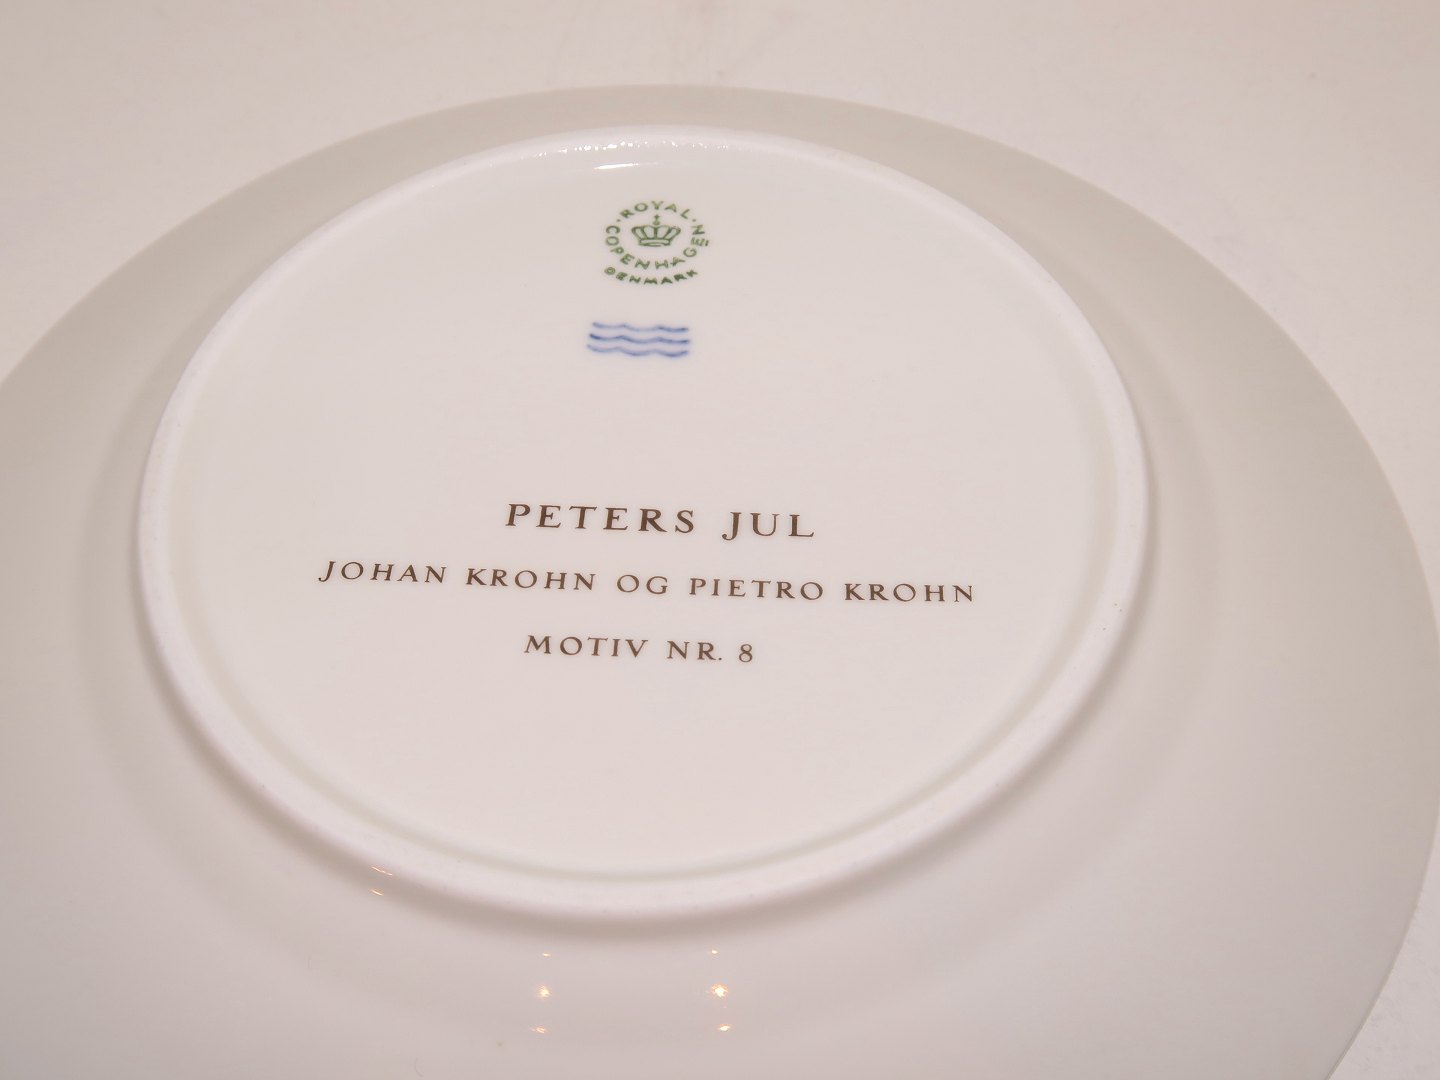 ROYAL
COPENHAGEN
DENMARK
PETERS JUL
JOHAN KROHN OG PIETRO KROHN
MOTIV NR. 8